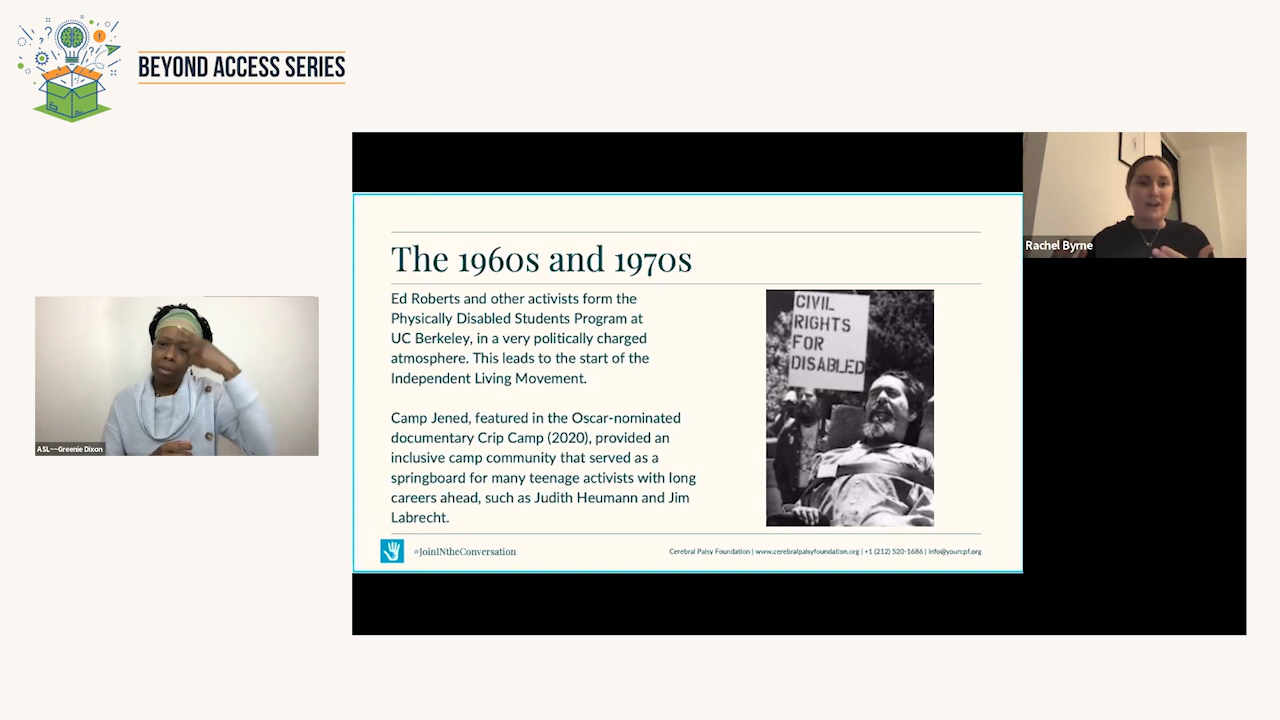 BEYOND ACCESS SERIES
The 1960s and 1970s
Ed Roberts and other activists form the
Physically Disabled Students Program at
UC Berkeley, in a very politically charged
atmosphere. This leads to the start of the
Independent Living Movement.
Camp Jened, featured in the Oscar-nominated
documentary Crip Camp (2020), provided an
inclusive camp community that served as a
springboard for many teenage activists with long
careers ahead, such as Judith Heumann and Jim
Labrecht.
CIVIL
RIGHTS
FOR
DISABLED
#JoinINtheConversation
Cerebral Palsy Foundation | www.cerebralpalsyfoundation.org | +1 (212) 520-1686 | info@yourcpf.org
Rachel Byrne
ASL--Greenie Dixon